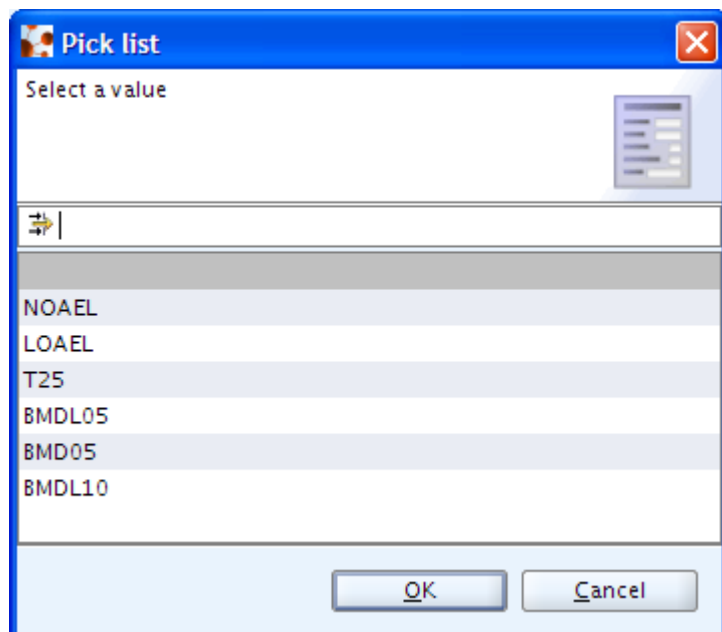 Pick list
Select a value
NOAEL
LOAEL
T25
BMDL05
BMD05
BMDL10
OK
Cancel